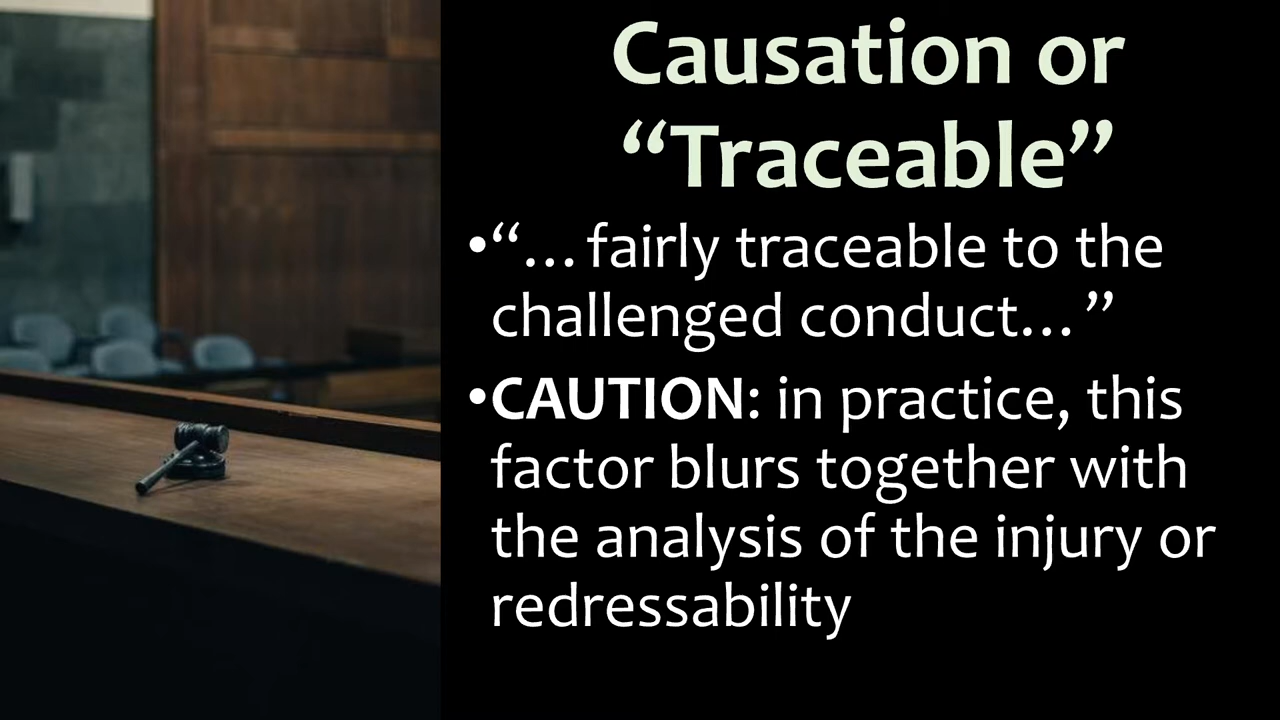 Causation or
“Traceable”
•“…fairly traceable to the
challenged conduct…”
•CAUTION: in practice, this
factor blurs together with
the analysis of the injury or
redressability